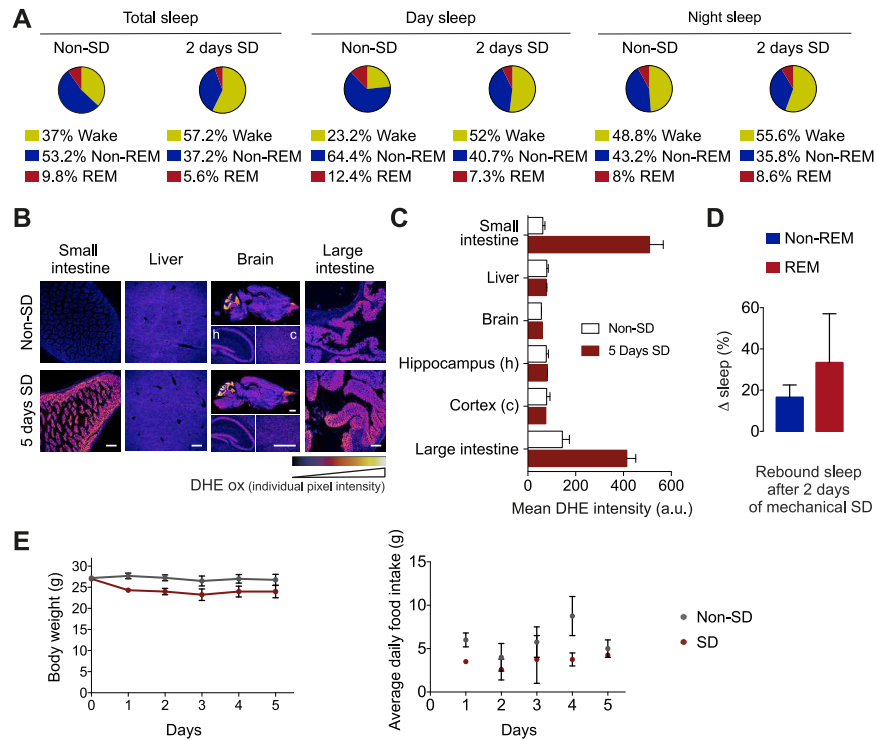 A
Total sleep
Day sleep
Night sleep
Non-SD
2 days SD
Non-SD
2 days SD
Non-SD
2 days SD
37% Wake
57.2% Wake
23.2% Wake
52% Wake
48.8% Wake
55.6% Wake
53.2% Non-REM
37.2% Non-REM
64.4% Non-REM
40.7% Non-REM
43.2% Non-REM
35.8% Non-REM
9.8% REM
5.6% REM
12.4% REM
7.3% REM
8% REM
8.6% REM
B
Small
intestine
Liver
Brain
Large
intestine
Non-SD
h
c
5 days SD
DHE ox (individual pixel intensity)
C
Small
intestine
Liver
Brain
Hippocampus (h)
Cortex (c)
Large intestine
Non-SD
5 Days SD
0
200
400
600
Mean DHE intensity (a.u.)
D
Non-REM
REM
Δ sleep (%)
60
40
20
0
Rebound sleep
after 2 days
of mechanical SD
E
Body weight (g)
30
25
20
15
10
5
0
0
1
2
3
4
5
Days
Average daily food intake (g)
15
10
5
0
0
1
2
3
4
5
Days
Non-SD
SD